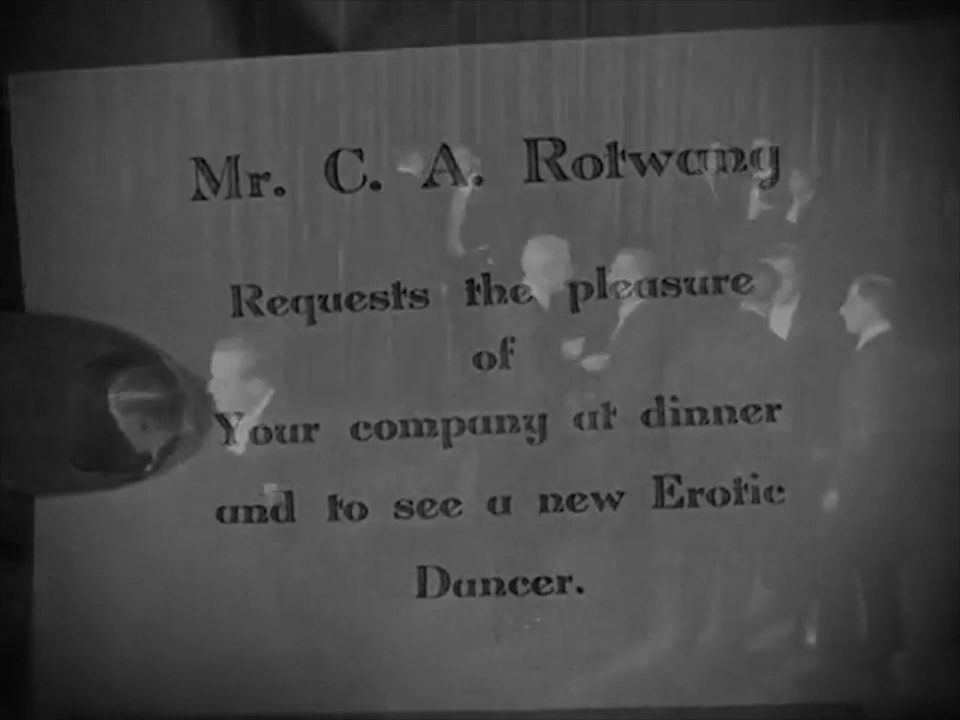 Mr. C. A. Rotwang
Requests the pleasure
of
Your company at dinner
and to see a new Erotic
Dancer.